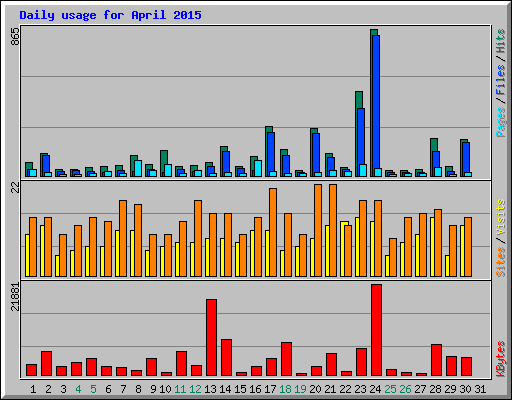 Daily usage for April 2015
865
Pages / Files / Hits
22
Sites / Visits
21881
KBytes
1 2 3 4 5 6 7 8 9 10 11 12 13 14 15 16 17 18 19 20 21 22 23 24 25 26 27 28 29 30 31